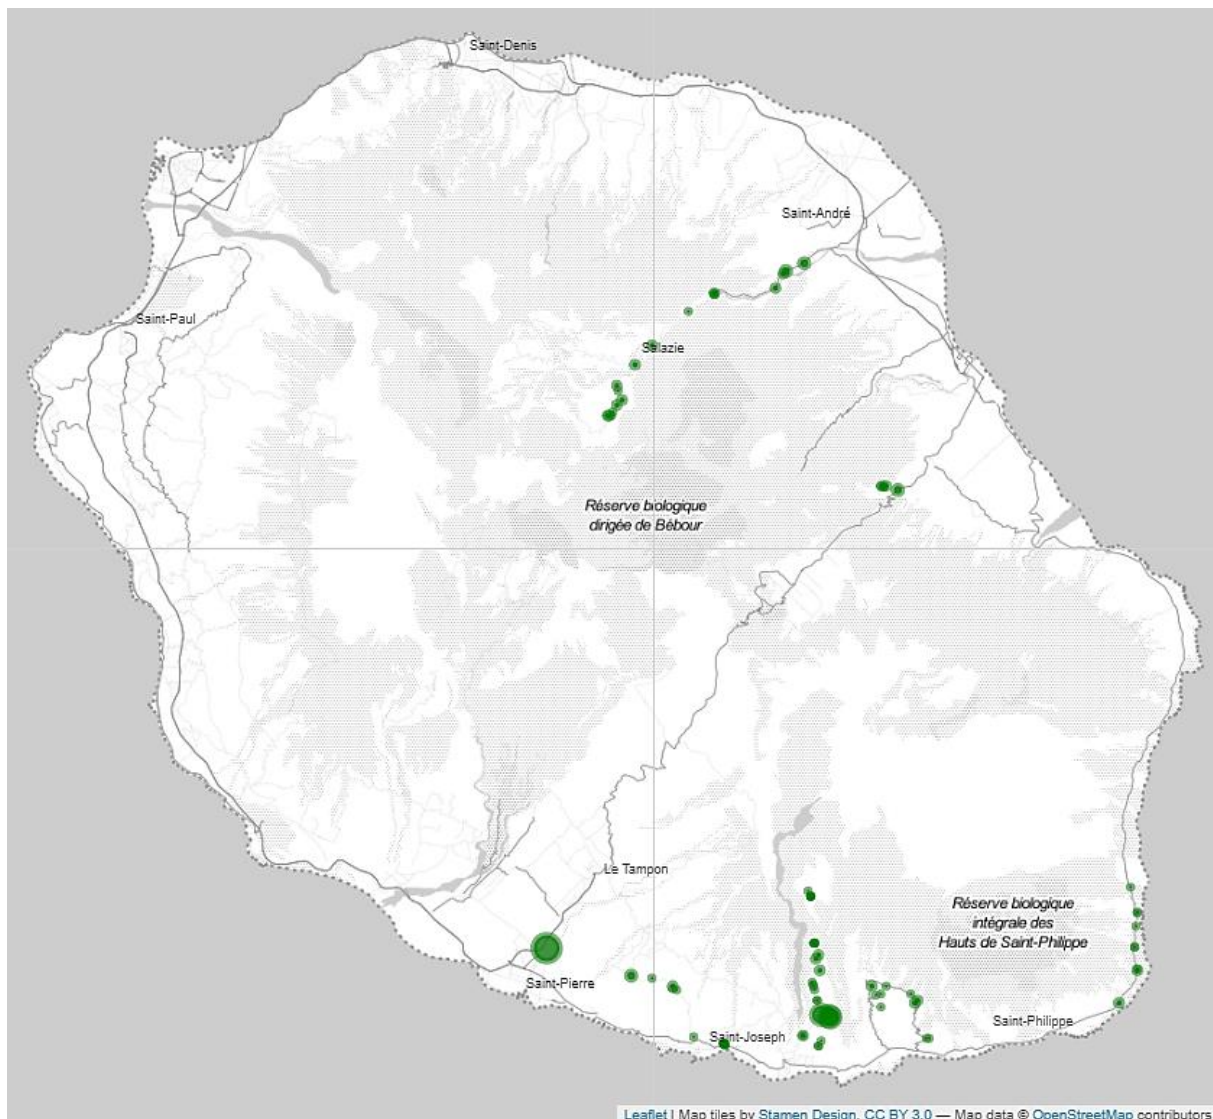 Saint-Denis
Saint-André
Saint-Paul
Salazie
Réserve biologique
dirigée de Bébour
Le Tampon
Réserve biologique
intégrale des
Hauts de Saint-Philippe
Saint-Pierre
Saint-Philippe
Saint-Joseph
Leaflet | Map tiles by Stamen Design, CC BY 3.0 — Map data © OpenStreetMap contributors